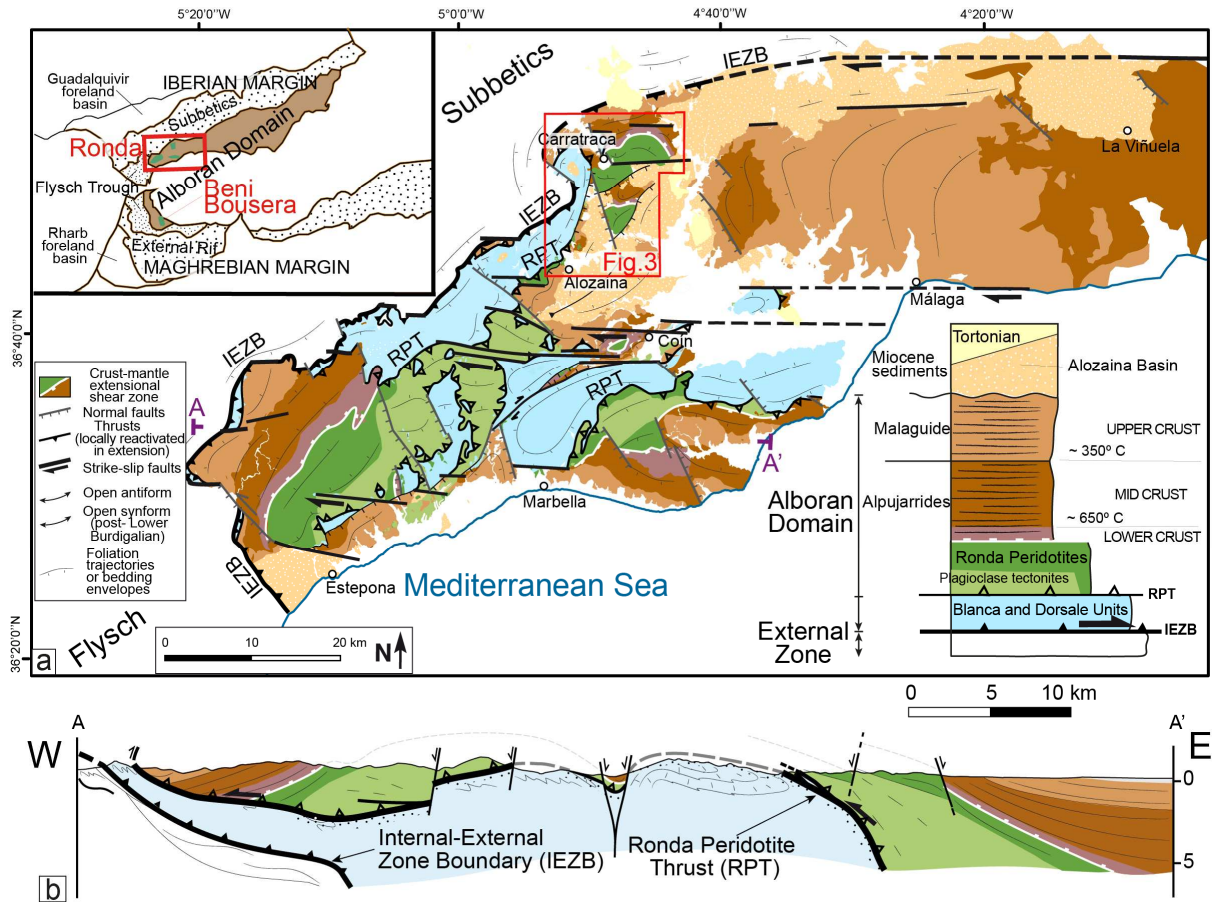 5°20'0''W
5°00'0''W
4°40'0''W
4°20'0''W
36°40'0''N
36°20'0''N
Guadalquivir
foreland
basin
IBERIAN MARGIN
Subbetics
Ronda
Alboran Domain
Flysch Trough
Beni
Bousera
Rharb
foreland
basin
External Rif
MAGHREBIAN MARGIN
Subbetics
IEZB
Carratraca
La Viñuela
IEZB
RPT
Fig.3
Alozaina
Málaga
IEZB
RPT
Coín
RPT
A
A'
Marbella
IEZB
Estepona
Mediterranean Sea
Flysch
Crust-mantle
extensional
shear zone
Normal faults
Thrusts
(locally reactivated
in extension)
Strike-slip faults
Open antiform
Open synform
(post- Lower
Burdigalian)
Foliation
trajectories
or bedding
envelopes
0 10 20 km
N
a
Tortonian
Miocene
sediments
Alozaina Basin
Malaguide
UPPER CRUST
~ 350º C
Alpujarrides
MID CRUST
~ 650º C
LOWER CRUST
Alboran
Domain
Ronda Peridotites
Plagioclase tectonites
RPT
Blanca and Dorsale Units
IEZB
External
Zone
0 5 10 km
A
A'
W
E
0
5
Internal-External
Zone Boundary (IEZB)
Ronda Peridotite
Thrust (RPT)
b